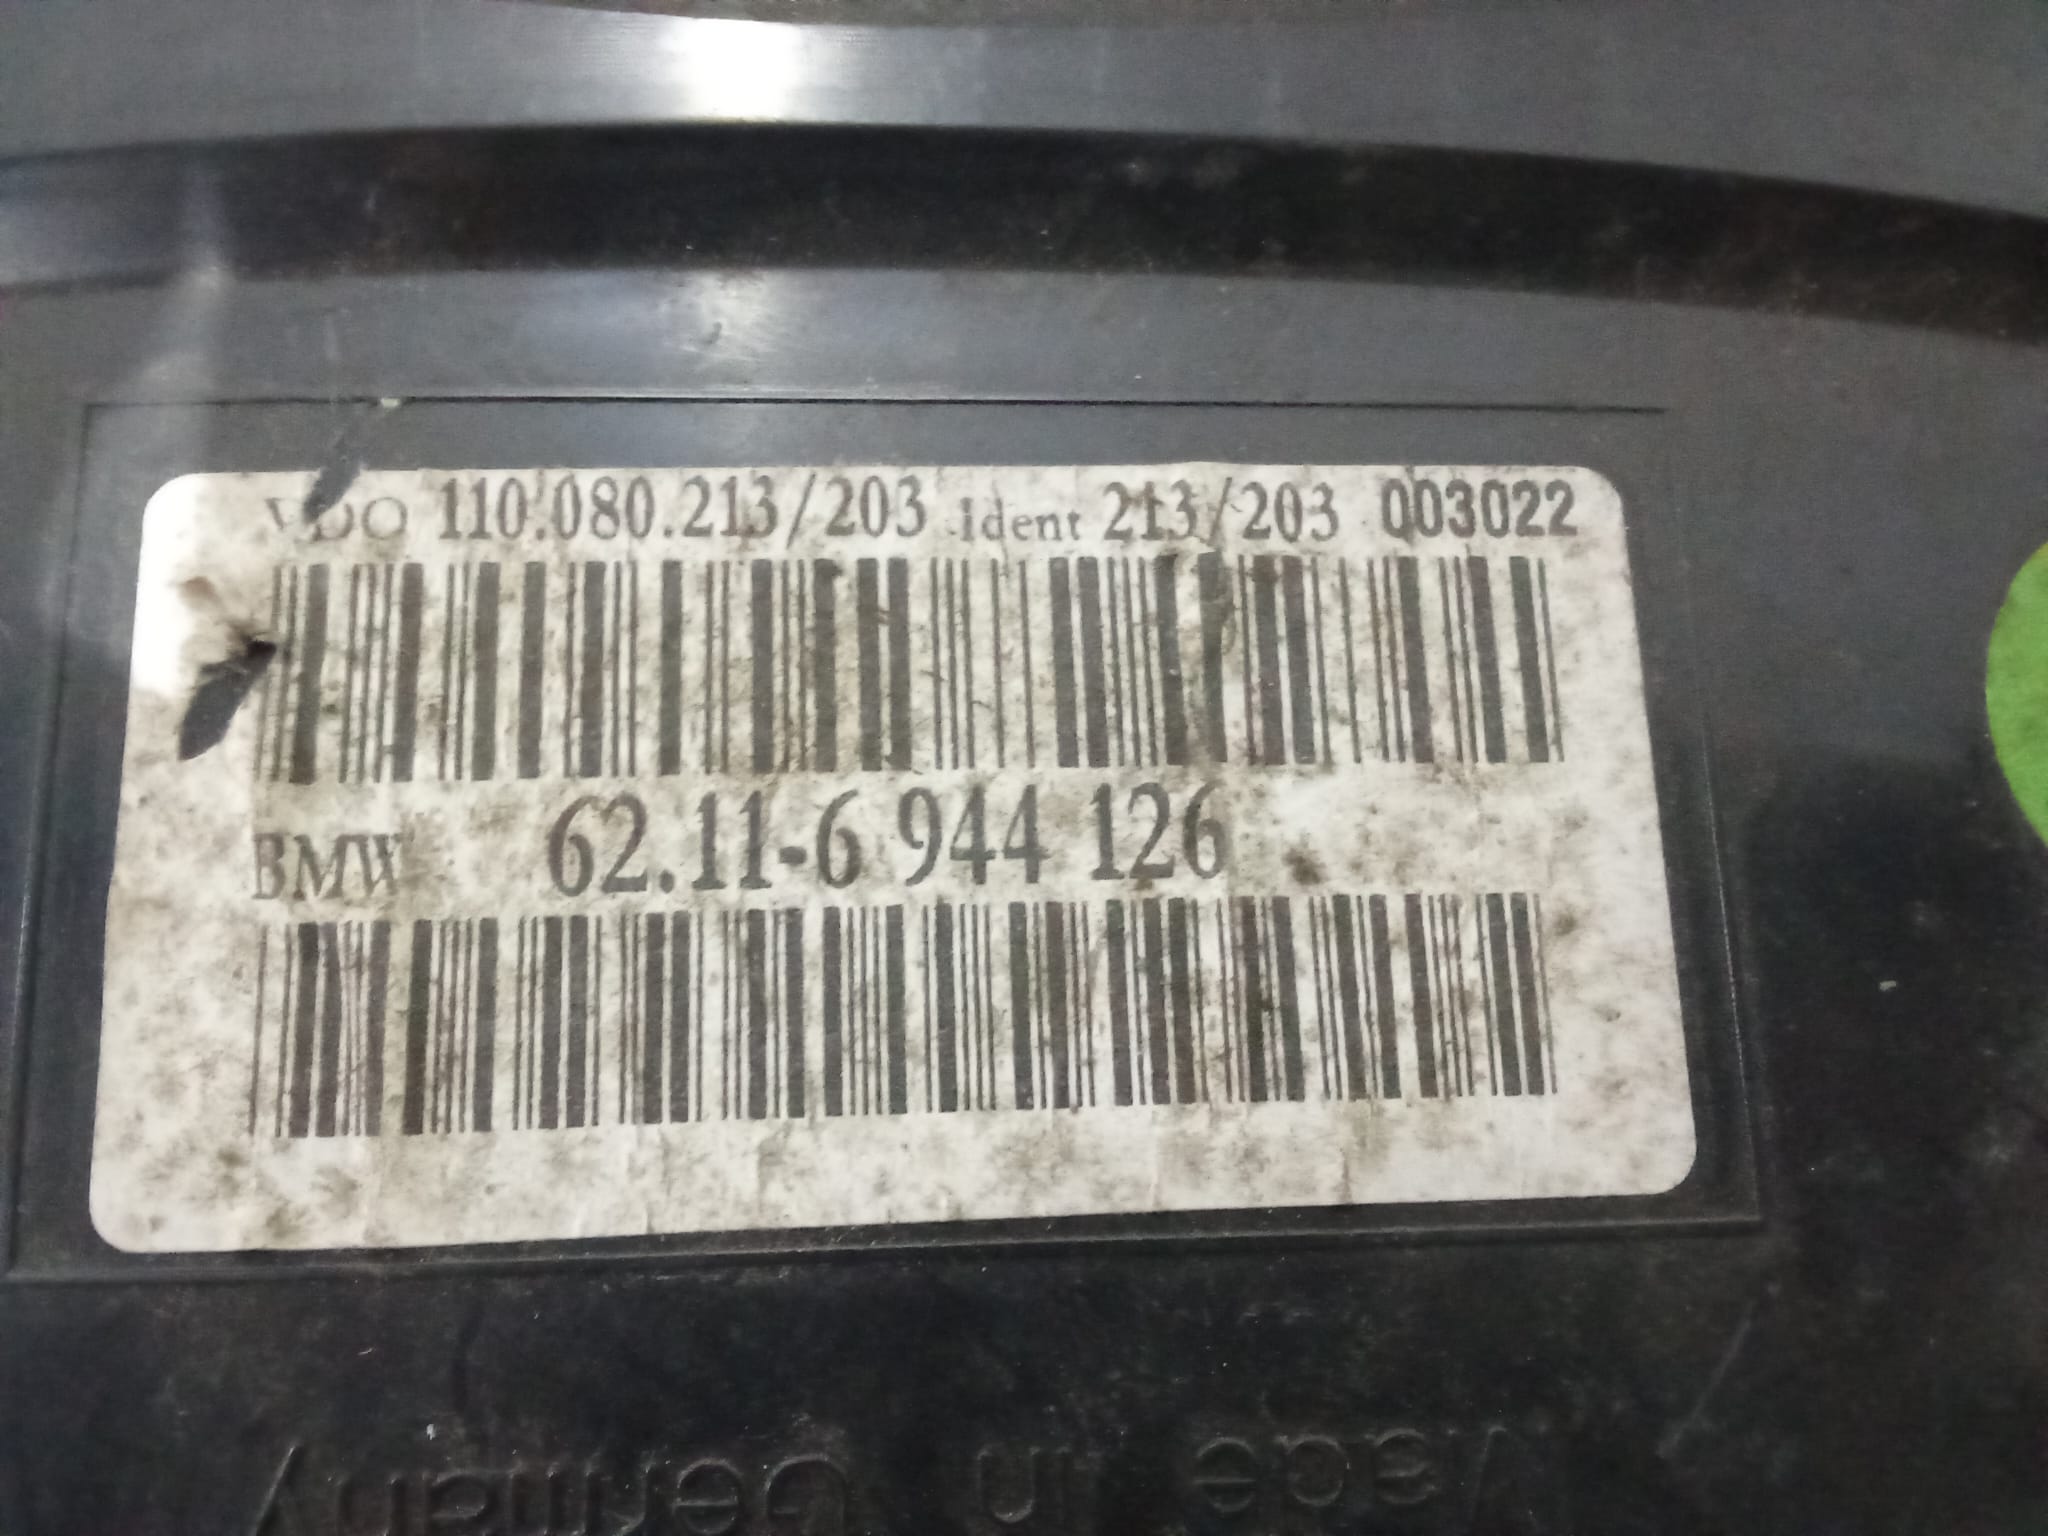 VDO 110.080.213/203 Ident 213/203 003022
BMW 62.11-6 944 126
Made in Germany